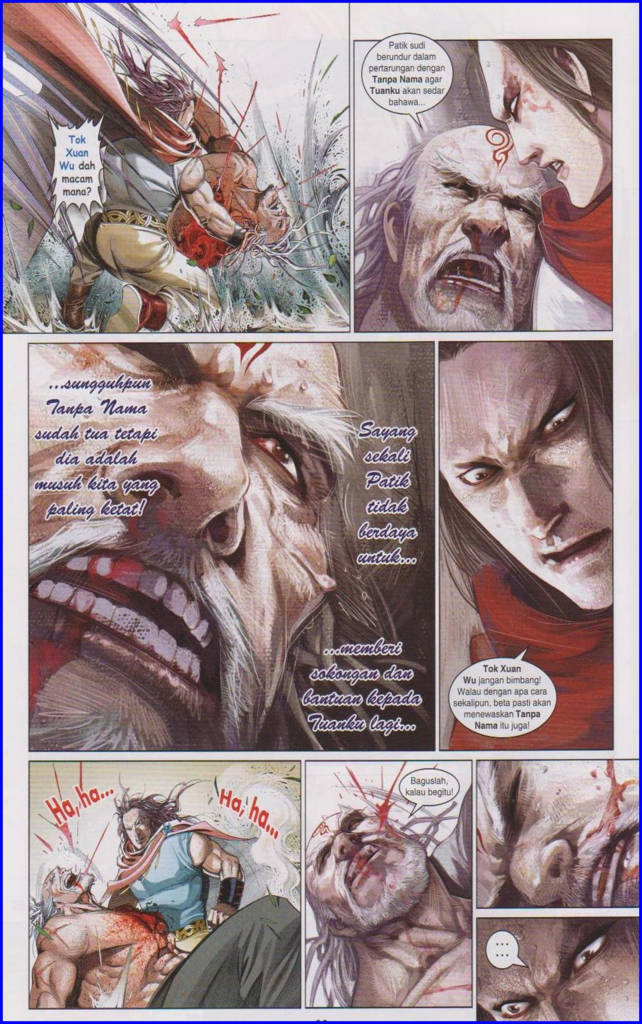 Tok
Xuan
Wu dah
macam
mana?
Patik sudi
berundur dalam
pertarungan dengan
Tanpa Nama agar
Tuanku akan sedar
bahawa...
...sungguhpun
Tanpa Nama
sudah tua tetapi
dia adalah
musuh kita yang
paling ketat!
Sayang
sekali
Patik
tidak
berdaya
untuk...
...memberi
sokongan dan
bantuan kepada
Tuanku lagi...
Tok Xuan
Wu jangan bimbang!
Walau dengan apa cara
sekalipun, beta pasti akan
menewaskan Tanpa
Nama itu juga!
Ha, ha...
Ha, ha...
Baguslah,
kalau begitu!
...
...